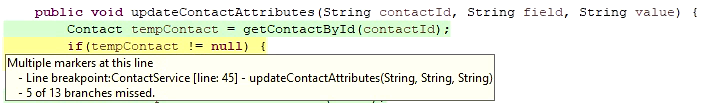 public void updateContactAttributes(String contactId, String field, String value) {
Contact tempContact = getContactById(contactId);
if(tempContact != null) {
Multiple markers at this line
- Line breakpoint:ContactService [line: 45] - updateContactAttributes(String, String, String)
- 5 of 13 branches missed.